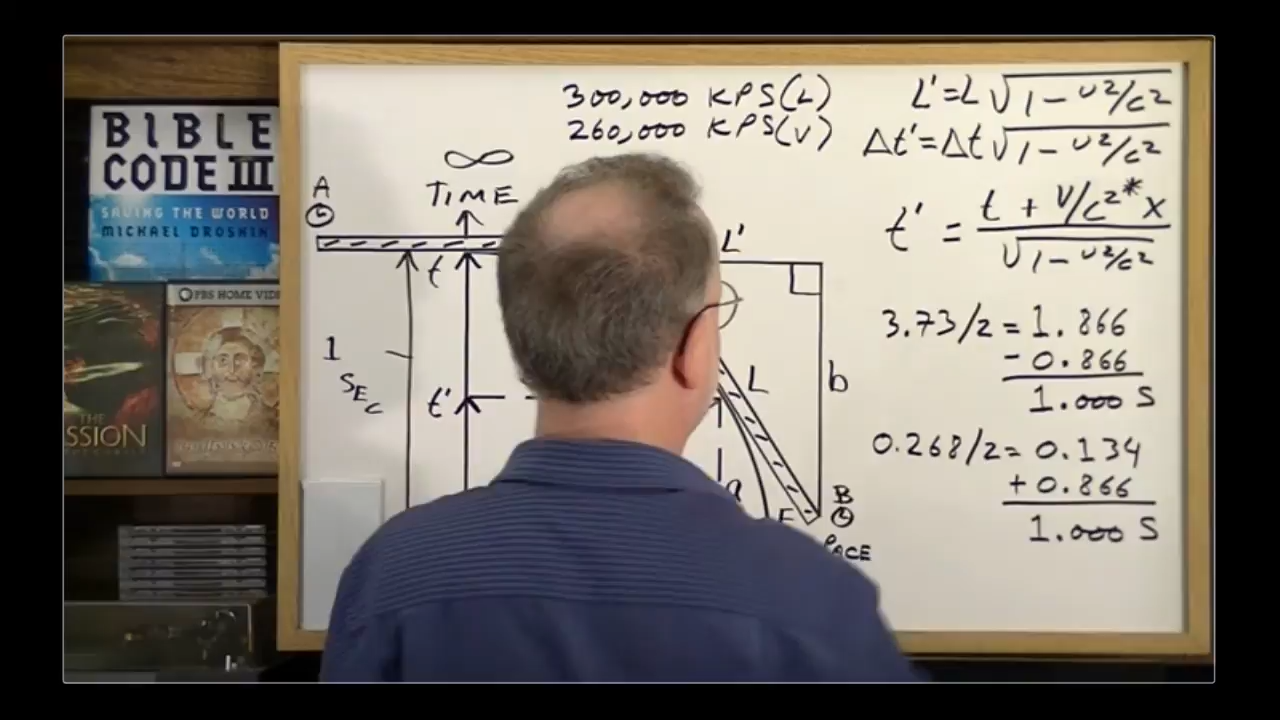 BIBLE
CODE III
SAVING THE WORLD
MICHAEL DROSNIN
PBS HOME VIDEO
THE
SSION
300,000 KPS(L)
260,000 KPS(V)
∞
TIME
A
t
1
SEC
t'
L'
L
b
a
B
PACE
L'=L√1-v²/c²
Δt'=Δt√1-v²/c²
t' = t + V/c²*x
√1-v²/c²
3.73/2=1.866
-0.866
1.000 S
0.268/2=0.134
+0.866
1.000 S